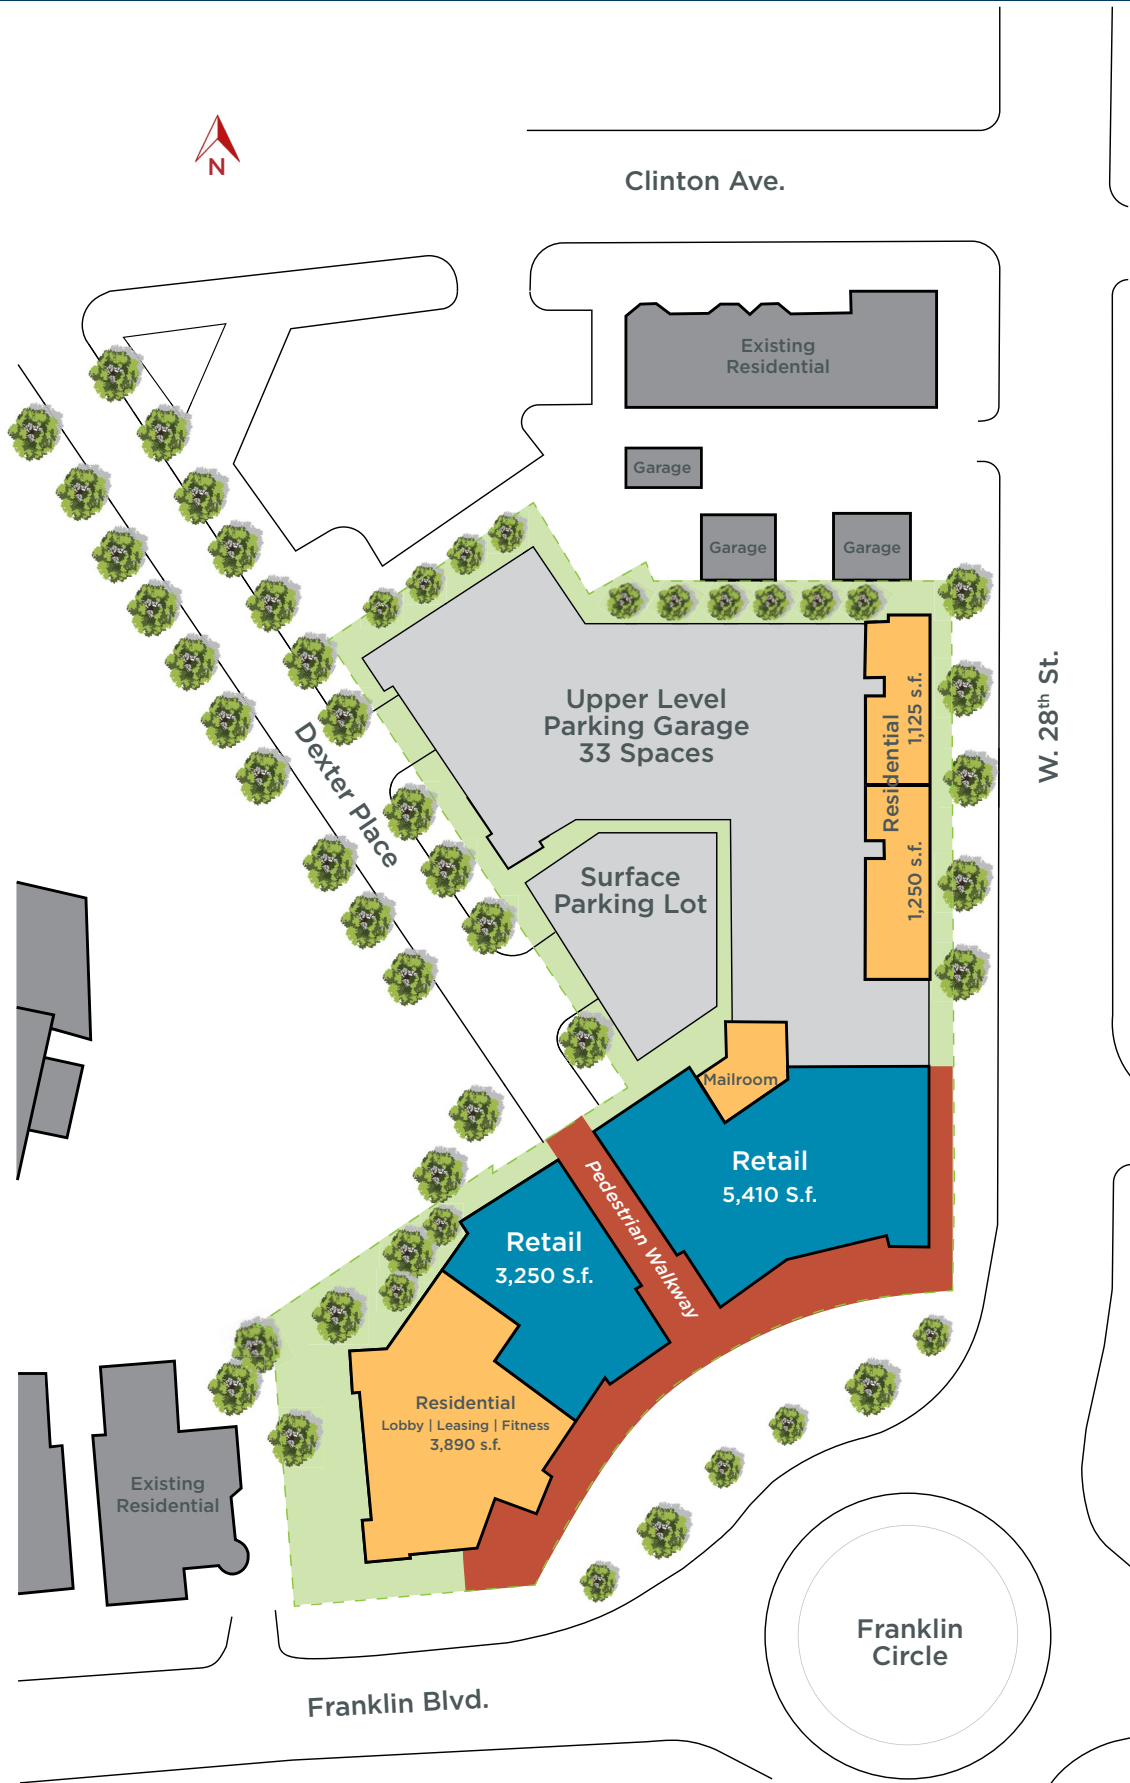 N
Clinton Ave.
Existing
Residential
Garage
Garage
Garage
W. 28th St.
Upper Level
Parking Garage
33 Spaces
Residential
1,125 s.f.
1,250 s.f.
Dexter Place
Surface
Parking Lot
Mailroom
Retail
5,410 S.f.
Pedestrian Walkway
Retail
3,250 S.f.
Residential
Lobby | Leasing | Fitness
3,890 s.f.
Existing
Residential
Franklin
Circle
Franklin Blvd.